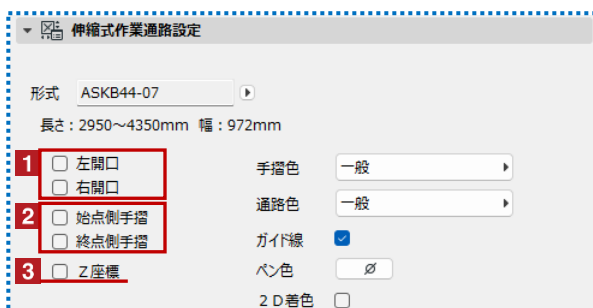 伸縮式作業通路設定
形式 ASKB44-07
長さ：2950～4350mm 幅：972mm
1 左開口 手摺色 一般
右開口
2 始点側手摺 通路色 一般
終点側手摺 ガイド線
3 Z座標 ペン色
2D着色